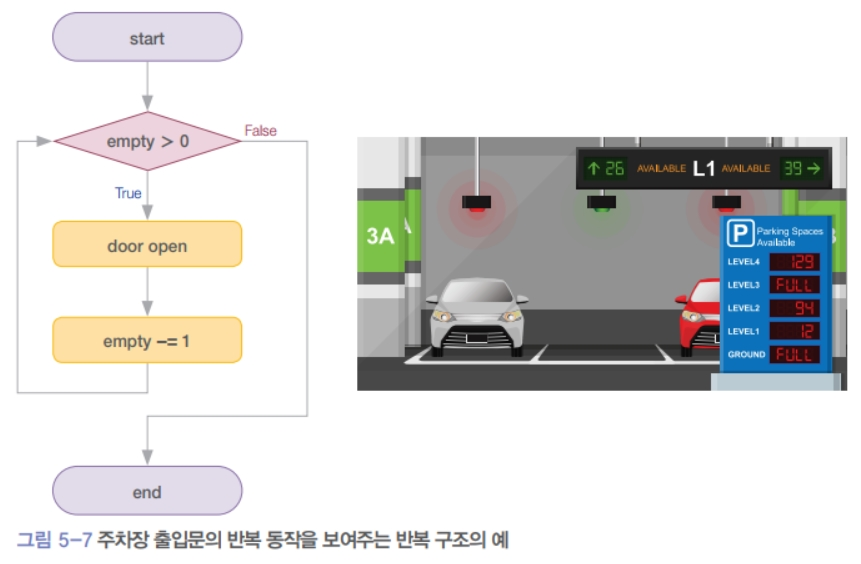 start
empty > 0
False
True
door open
empty -= 1
end
↑ 26 AVAILABLE L1 AVAILABLE 39 →
3A
A
P Parking Spaces
Available
LEVEL4 129
LEVEL3 FULL
LEVEL2 94
LEVEL1 12
GROUND FULL
그림 5-7 주차장 출입문의 반복 동작을 보여주는 반복 구조의 예